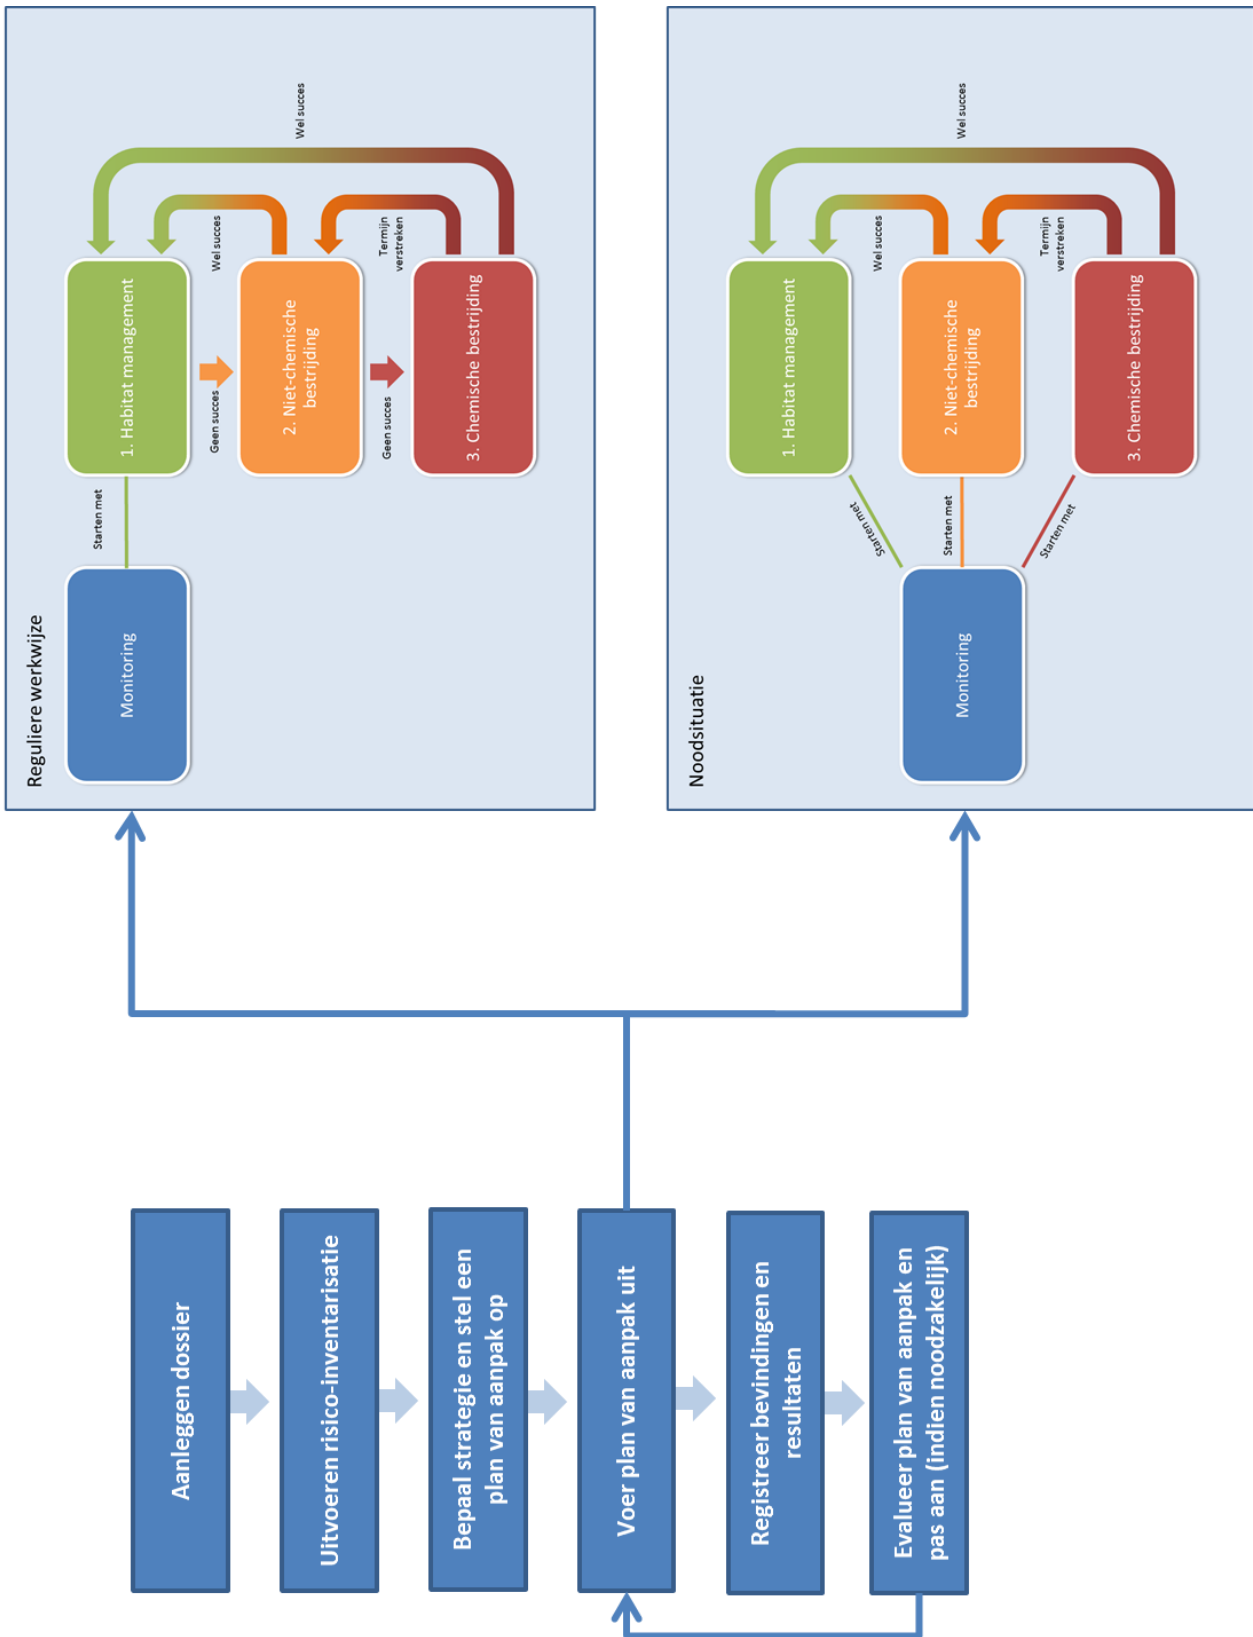 Aanleggen dossier
Uitvoeren risico-inventarisatie
Bepaal strategie en stel een
plan van aanpak op
Voer plan van aanpak uit
Registreer bevindingen en
resultaten
Evalueer plan van aanpak en
pas aan (indien noodzakelijk)
Reguliere werkwijze
Monitoring
Starten met
1. Habitat management
Geen succes
2. Niet-chemische
bestrijding
Geen succes
3. Chemische bestrijding
Wel succes
Termijn
verstreken
Wel succes
Noodsituatie
Monitoring
Starten met
Starten met
Starten met
1. Habitat management
2. Niet-chemische
bestrijding
3. Chemische bestrijding
Wel succes
Termijn
verstreken
Wel succes